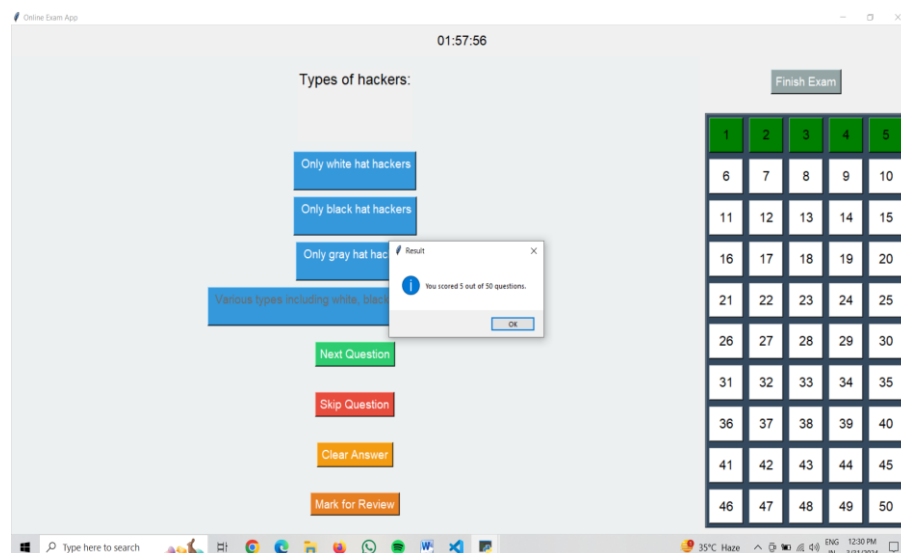 Online Exam App
01:57:56
Types of hackers:
Finish Exam
Only white hat hackers
Only black hat hackers
Only gray hat hac
Various types including white, black
Result
You scored 5 out of 50 questions.
OK
Next Question
Skip Question
Clear Answer
Mark for Review
1 2 3 4 5
6 7 8 9 10
11 12 13 14 15
16 17 18 19 20
21 22 23 24 25
26 27 28 29 30
31 32 33 34 35
36 37 38 39 40
41 42 43 44 45
46 47 48 49 50
Type here to search
35°C Haze
ENG 12:30 PM
IN 3/31/2024